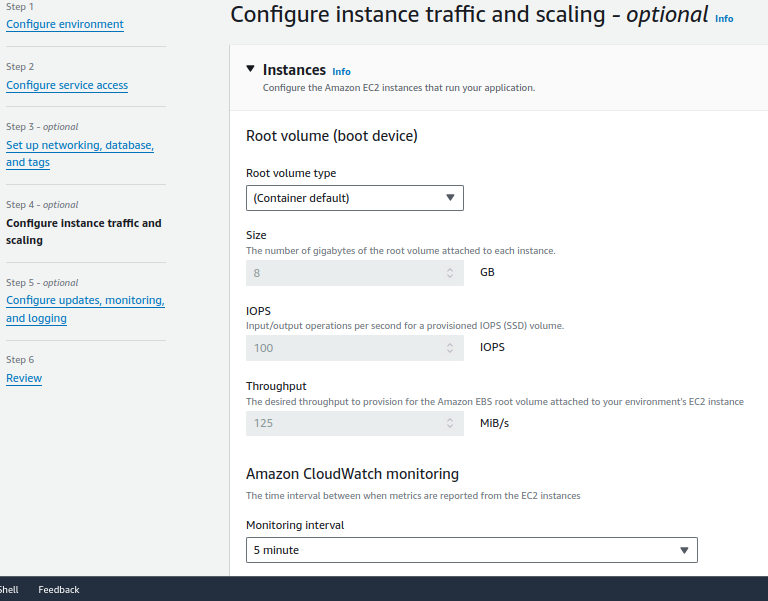 Step 1
Configure environment
Step 2
Configure service access
Step 3 - optional
Set up networking, database,
and tags
Step 4 - optional
Configure instance traffic and
scaling
Step 5 - optional
Configure updates, monitoring,
and logging
Step 6
Review
Configure instance traffic and scaling - optional Info
Instances Info
Configure the Amazon EC2 instances that run your application.
Root volume (boot device)
Root volume type
(Container default)
Size
The number of gigabytes of the root volume attached to each instance.
8 GB
IOPS
Input/output operations per second for a provisioned IOPS (SSD) volume.
100 IOPS
Throughput
The desired throughput to provision for the Amazon EBS root volume attached to your environment's EC2 instance
125 MiB/s
Amazon CloudWatch monitoring
The time interval between when metrics are reported from the EC2 instances
Monitoring interval
5 minute
Shell Feedback